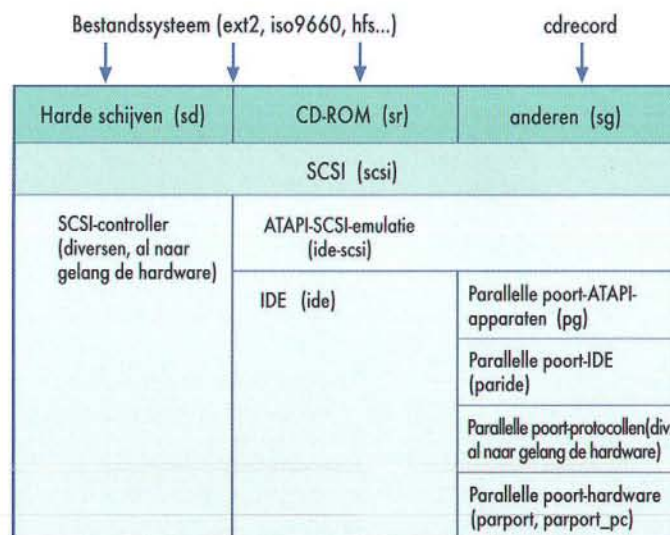 Bestandssysteem (ext2, iso9660, hfs...)
cdrecord
Harde schijven (sd)
CD-ROM (sr)
anderen (sg)
SCSI (scsi)
SCSI-controller
(diversen, al naar
gelang de hardware)
ATAPI-SCSI-emulatie
(ide-scsi)
IDE (ide)
Parallelle poort-ATAPI-
apparaten (pg)
Parallelle poort-IDE
(paride)
Parallelle poort-protocollen(div
al naar gelang de hardware)
Parallelle poort-hardware
(parport, parport_pc)